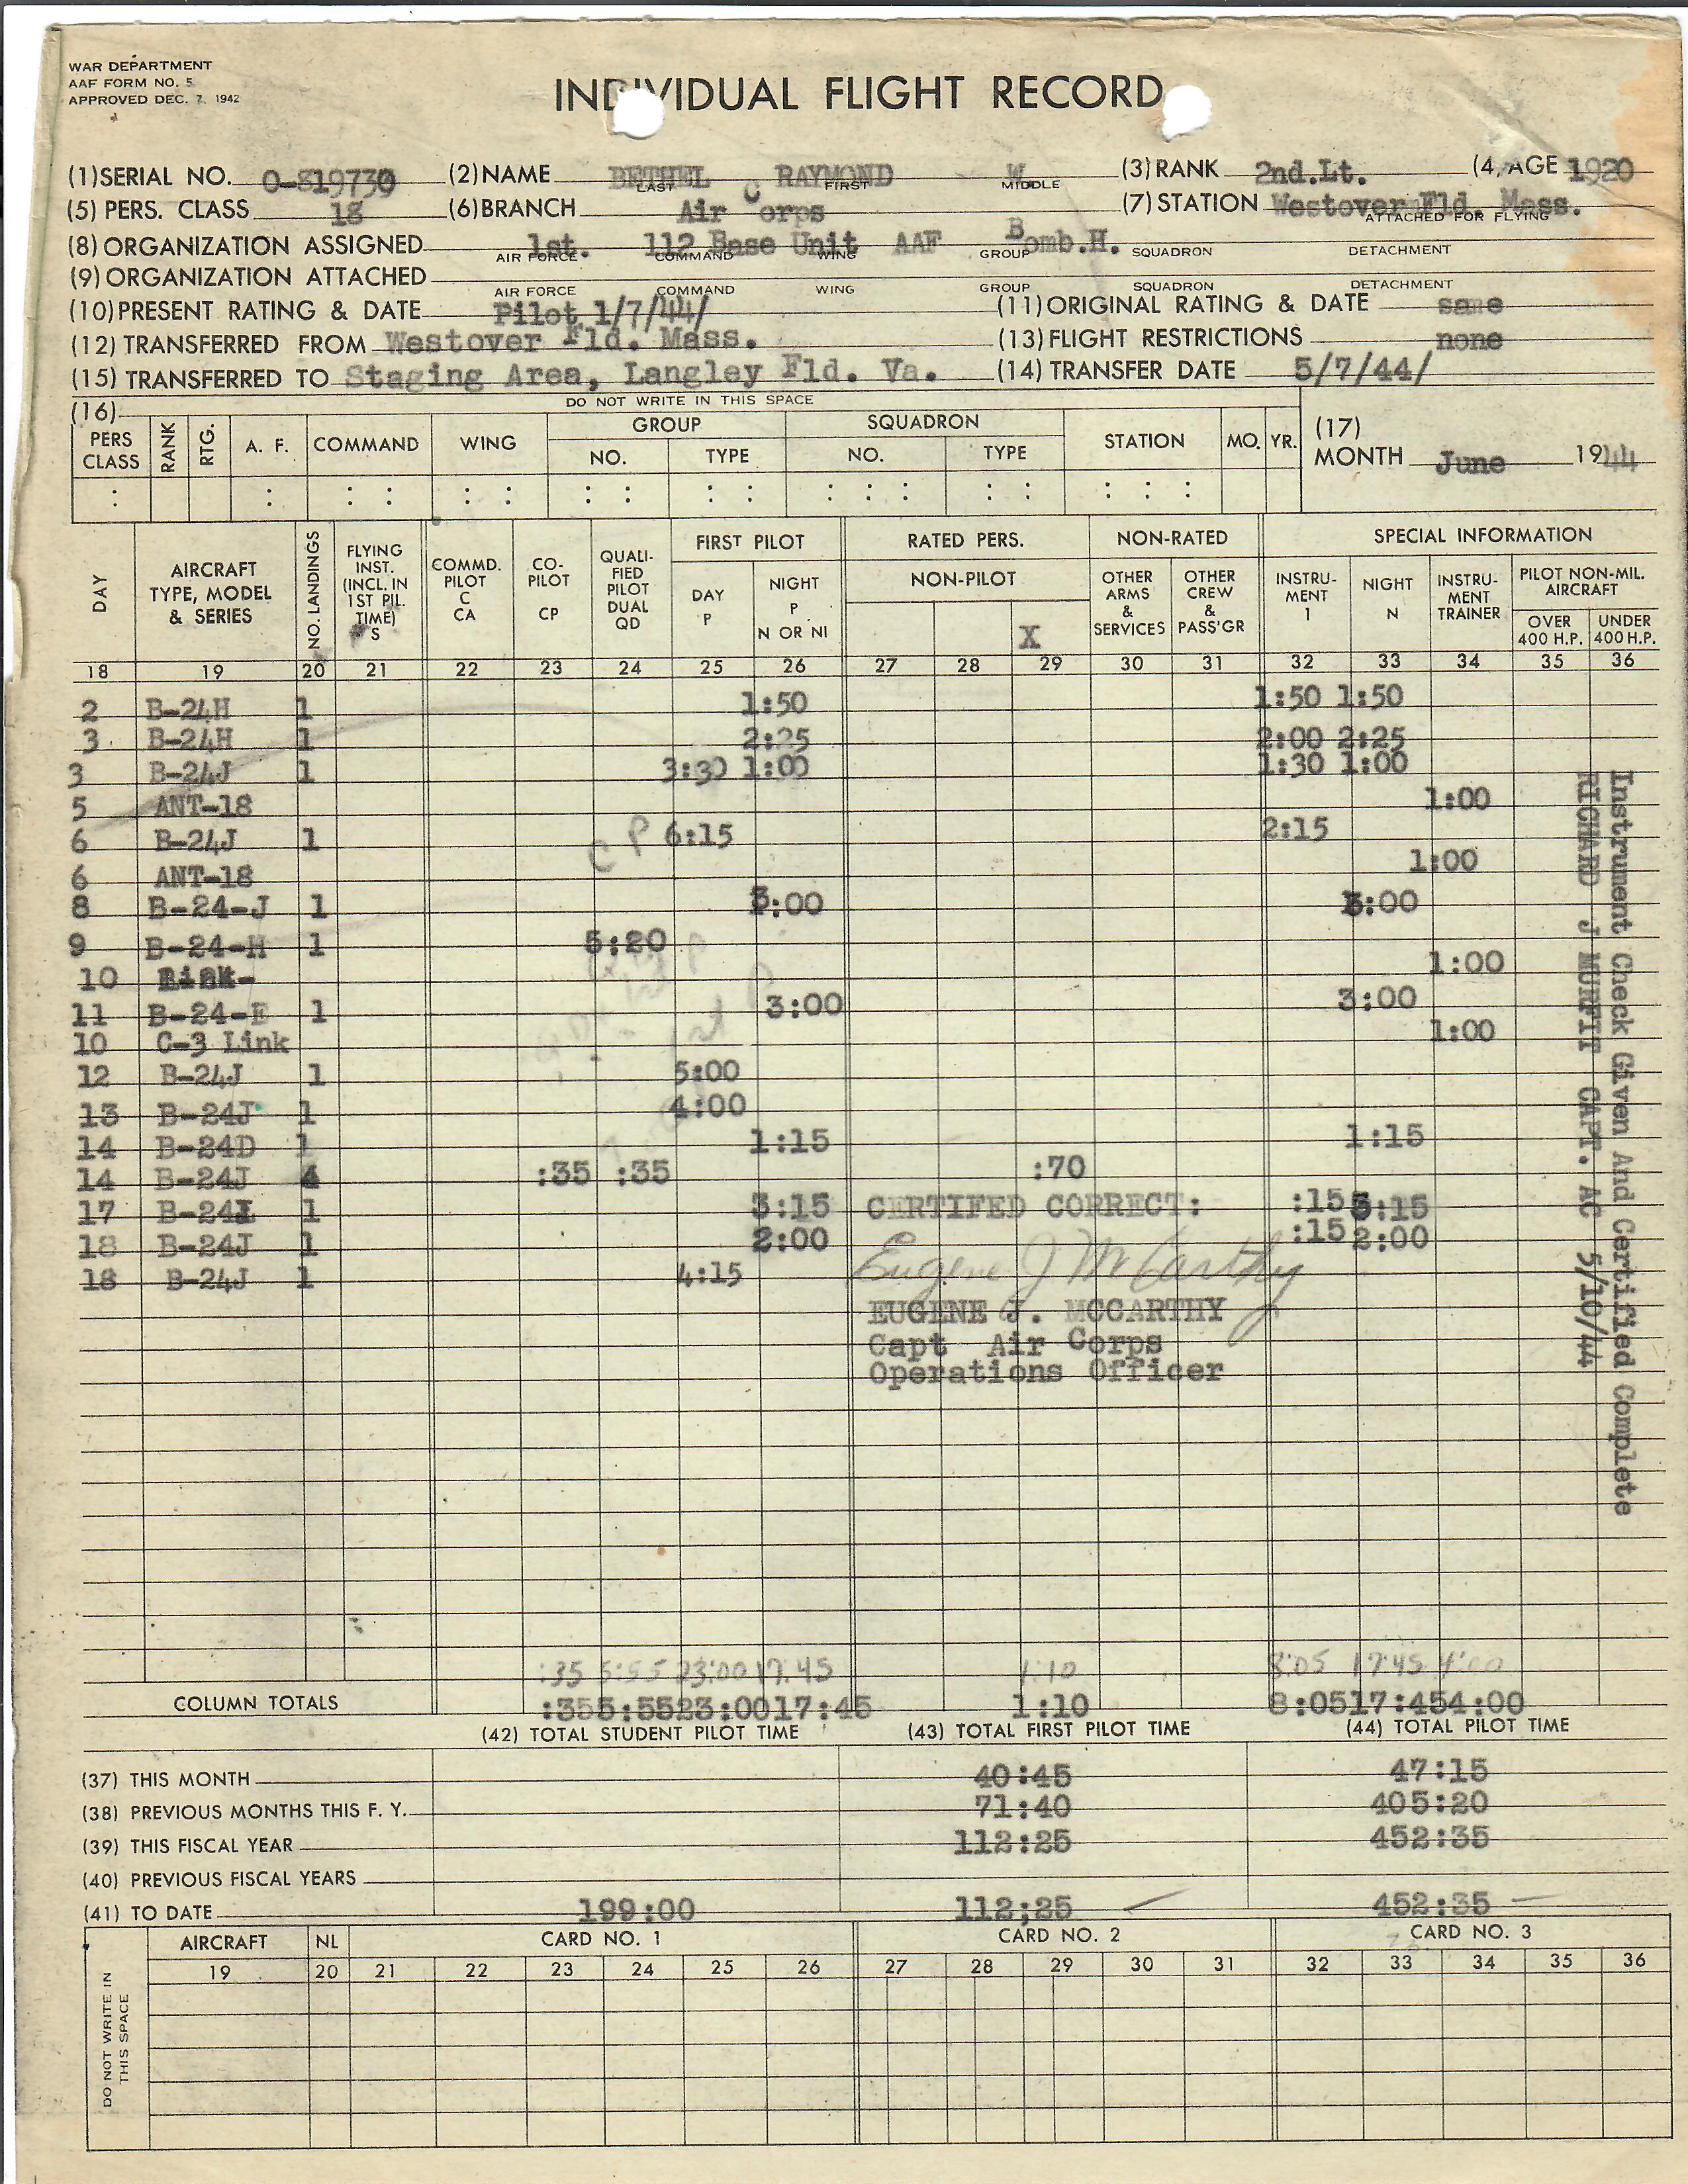 WAR DEPARTMENT
AAF FORM NO. 5
APPROVED DEC. 7, 1942
INDIVIDUAL FLIGHT RECORD
(1) SERIAL NO. O-819730 (2) NAME BETHEL RAYMOND W. (3) RANK 2nd.Lt. (4) AGE 1920
LAST FIRST MIDDLE
(5) PERS. CLASS 18 (6) BRANCH Air Corps (7) STATION Westover Fld. Mass.
ATTACHED FOR FLYING
(8) ORGANIZATION ASSIGNED 1st. 112 Base Unit AAF Bomb.H.
AIR FORCE COMMAND WING GROUP SQUADRON DETACHMENT
(9) ORGANIZATION ATTACHED
AIR FORCE COMMAND WING GROUP SQUADRON DETACHMENT
(10) PRESENT RATING & DATE Pilot 1/7/44/ (11) ORIGINAL RATING & DATE same
(12) TRANSFERRED FROM Westover Fld. Mass. (13) FLIGHT RESTRICTIONS none
(15) TRANSFERRED TO Staging Area, Langley Fld. Va. (14) TRANSFER DATE 5/7/44/
(16) DO NOT WRITE IN THIS SPACE
PERS CLASS RANK RTG. A. F. COMMAND WING GROUP NO. TYPE SQUADRON NO. TYPE STATION MO. YR. (17) MONTH June 1944
DAY AIRCRAFT TYPE, MODEL & SERIES NO. LANDINGS FLYING INST. (INCL. IN 1ST PIL. TIME) S COMMD. PILOT C CA CO-PILOT CP QUALI-FIED PILOT DUAL QD FIRST PILOT DAY P NIGHT P N OR NI RATED PERS. NON-PILOT X NON-RATED OTHER ARMS & SERVICES OTHER CREW & PASS'GR SPECIAL INFORMATION INSTRU-MENT I NIGHT N INSTRU-MENT TRAINER PILOT NON-MIL. AIRCRAFT OVER 400 H.P. UNDER 400 H.P.
18 19 20 21 22 23 24 25 26 27 28 29 30 31 32 33 34 35 36
2 B-24H 1 1:50 1:50 1:50
3 B-24H 1 2:25 2:00 2:25
3 B-24J 1 3:30 1:00 1:30 1:00
5 ANT-18 1:00
6 B-24J 1 CP 6:15 2:15
6 ANT-18 1:00
8 B-24-J 1 3:00 3:00
9 B-24-H 1 5:20
10 1:00
11 B-24-E 1 3:00 3:00
10 C-3 Link 1:00
12 B-24J 1 5:00
13 B-24J 1 4:00
14 B-24D 1 1:15 1:15
14 B-24J 4 :35 :35 :70
17 1 3:15 CERTIFED CORRECT: :15 3:15
18 B-24J 1 2:00 :15 2:00
Eugene J McCarthy
18 B-24J 1 4:15
EUGENE J. MCCARTHY
Capt Air Corps
Operations Officer
Instrument Check Given And Certified Complete
RICHARD J MURFIT CAPT. AC 5/10/44
:35 5:55 23:00 17:45 1:10 8:05 17:45 4:00
COLUMN TOTALS :355:5523:0017:45 1:10 8:0517:454:00
(42) TOTAL STUDENT PILOT TIME (43) TOTAL FIRST PILOT TIME (44) TOTAL PILOT TIME
(37) THIS MONTH 40:45 47:15
(38) PREVIOUS MONTHS THIS F. Y. 71:40 405:20
(39) THIS FISCAL YEAR 112:25 452:35
(40) PREVIOUS FISCAL YEARS
(41) TO DATE 199:00 112:25 452:35
DO NOT WRITE IN THIS SPACE
AIRCRAFT NL CARD NO. 1 CARD NO. 2 CARD NO. 3
19 20 21 22 23 24 25 26 27 28 29 30 31 32 33 34 35 36